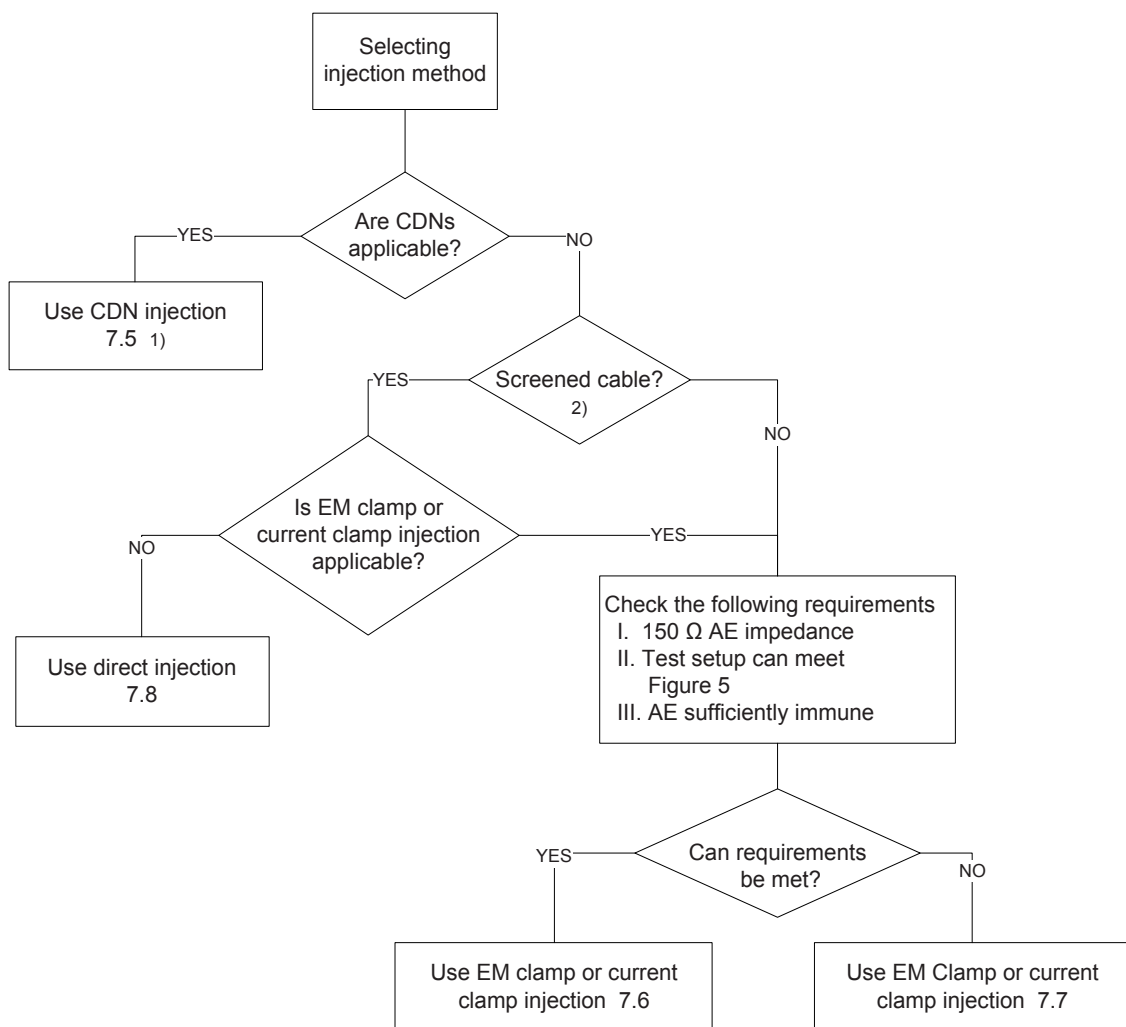 Selecting
injection method
Are CDNs
applicable?
YES
NO
Use CDN injection
7.5 1)
Screened cable?
2)
YES
NO
Is EM clamp or
current clamp injection
applicable?
NO
YES
Use direct injection
7.8
Check the following requirements
I. 150 Ω AE impedance
II. Test setup can meet
Figure 5
III. AE sufficiently immune
Can requirements
be met?
YES
NO
Use EM clamp or current
clamp injection 7.6
Use EM Clamp or current
clamp injection 7.7